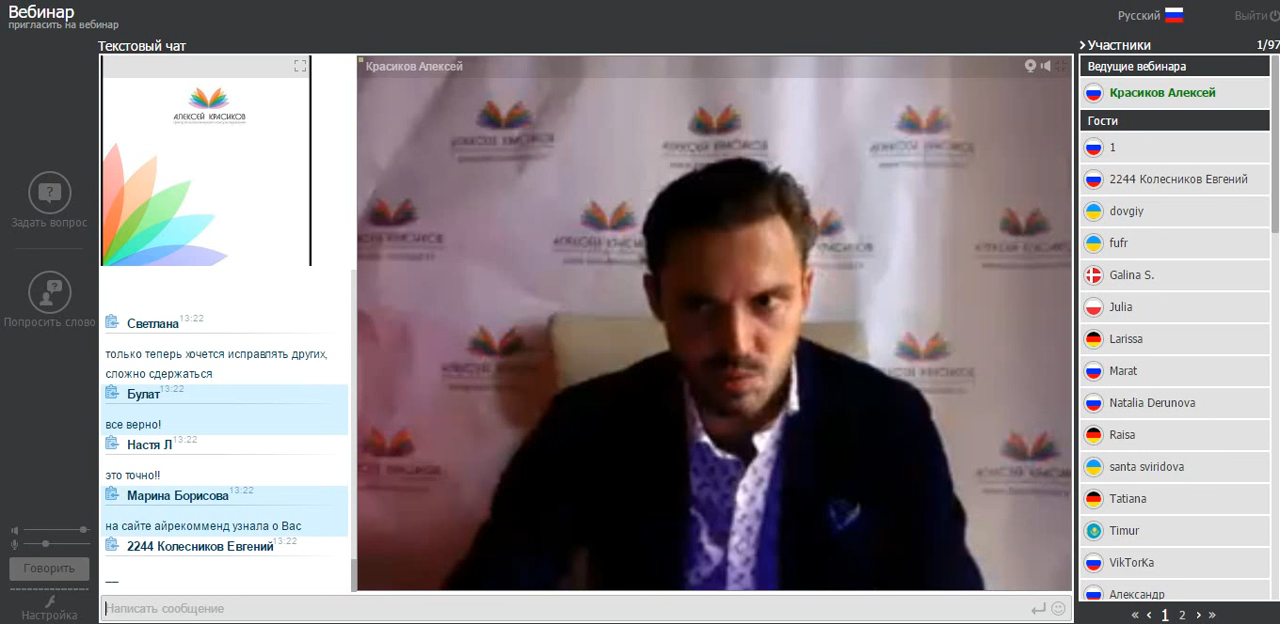 Вебинар
пригласить на вебинар
Русский
Выйти
Текстовый чат
Участники
1/97
АЛЕКСЕЙ КРАСИКОВ
Красиков Алексей
Ведущие вебинара
Красиков Алексей
Гости
1
2244 Колесников Евгений
dovgiy
fufr
Galina S.
Julia
Larissa
Marat
Natalia Derunova
Raisa
santa sviridova
Tatiana
Timur
VikTorKa
Александр
« ‹ 1 2 › »
Задать вопрос
Попросить слово
Говорить
Настройка
Светлана 13:22
только теперь хочется исправлять других,
сложно сдержаться
Булат 13:22
все верно!
Настя Л 13:22
это точно!!
Марина Борисова 13:22
на сайте айрекомменд узнала о Вас
2244 Колесников Евгений 13:22
__
Написать сообщение